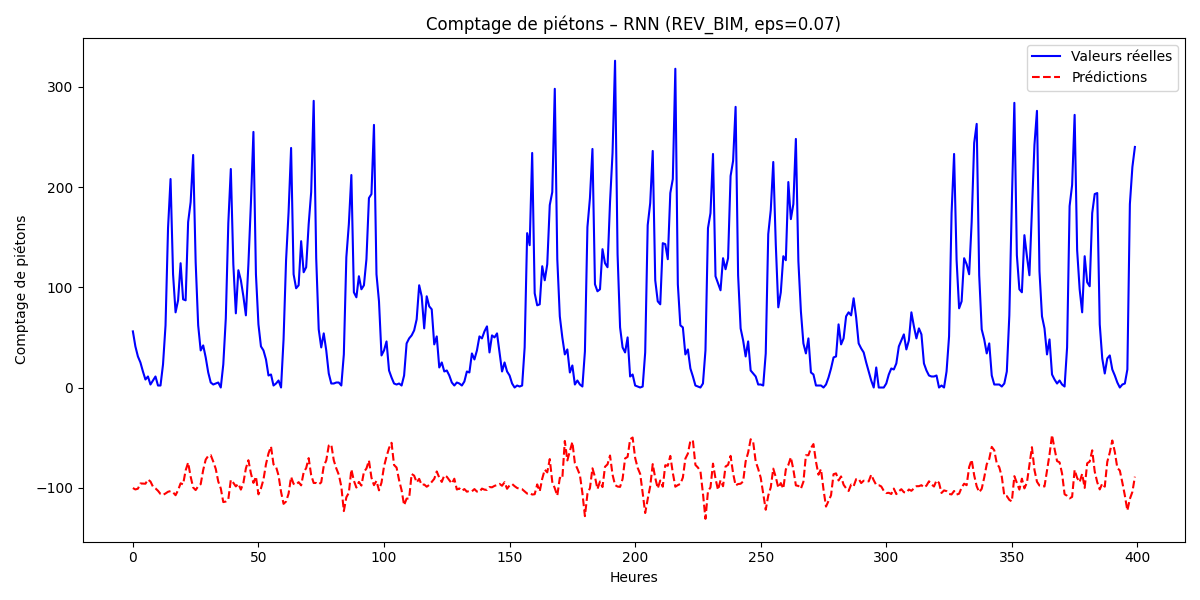 Comptage de piétons – RNN (REV_BIM, eps=0.07)
Valeurs réelles
Prédictions
Comptage de piétons
300
200
100
0
−100
0
50
100
150
200
250
300
350
400
Heures